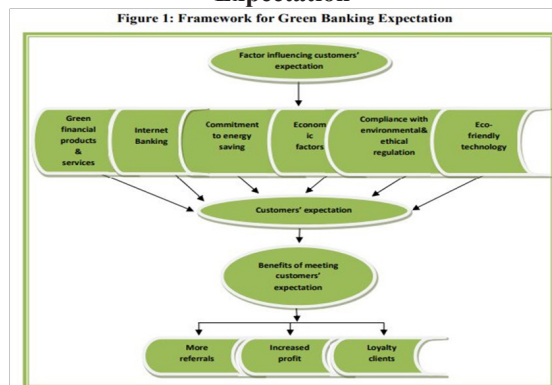 Expectation
Figure 1: Framework for Green Banking Expectation
Factor influencing customers'
expectation
Green
financial
products
&
services
Internet
Banking
Commitment
to energy
saving
Econom
ic
factors
Compliance with
environmental&
ethical
regulation
Eco-
friendly
technology
Customers' expectation
Benefits of meeting
customers'
expectation
More
referrals
Increased
profit
Loyalty
clients